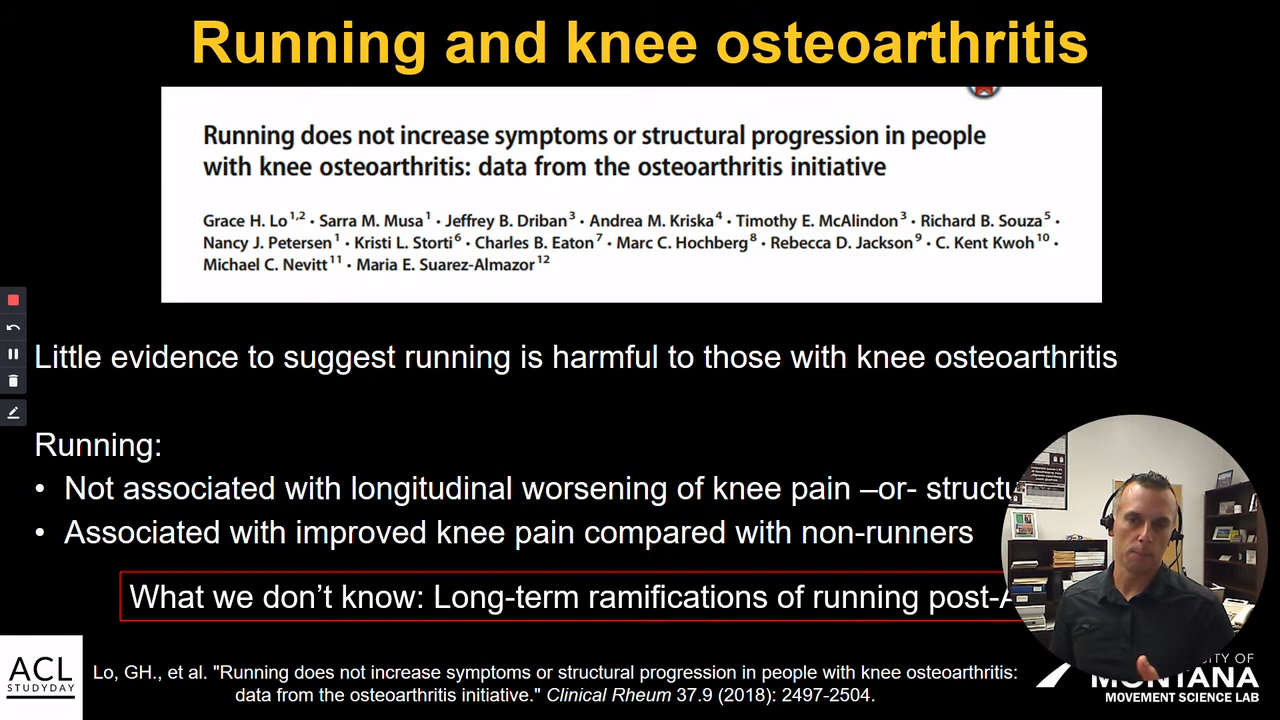 Running and knee osteoarthritis
Running does not increase symptoms or structural progression in people
with knee osteoarthritis: data from the osteoarthritis initiative
Grace H. Lo1,2 · Sarra M. Musa1 · Jeffrey B. Driban3 · Andrea M. Kriska4 · Timothy E. McAlindon3 · Richard B. Souza5 ·
Nancy J. Petersen1 · Kristi L. Storti6 · Charles B. Eaton7 · Marc C. Hochberg8 · Rebecca D. Jackson9 · C. Kent Kwoh10 ·
Michael C. Nevitt11 · Maria E. Suarez-Almazor12
Little evidence to suggest running is harmful to those with knee osteoarthritis
Running:
• Not associated with longitudinal worsening of knee pain –or-
• Associated with improved knee pain compared with non-runners
What we don't know: Long-term ramifications of running
ACL
STUDYDAY
Lo, GH., et al. "Running does not increase symptoms or structural progression in people with knee osteoarthritis:
data from the osteoarthritis initiative." Clinical Rheum 37.9 (2018): 2497-2504.
OF
MONTANA
MOVEMENT SCIENCE LAB